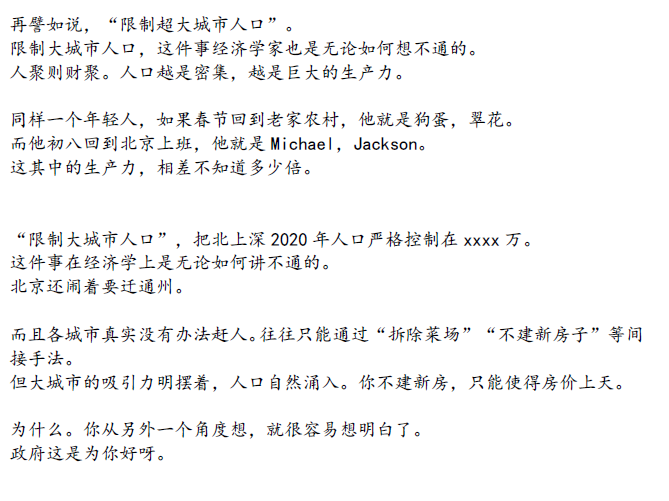 再譬如说，“限制超大城市人口”。
限制大城市人口，这件事经济学家也是无论如何想不通的。
人聚则财聚。人口越是密集，越是巨大的生产力。
同样一个年轻人，如果春节回到老家农村，他就是狗蛋，翠花。
而他初八回到北京上班，他就是 Michael，Jackson。
这其中的生产力，相差不知道多少倍。
“限制大城市人口”，把北上深 2020 年人口严格控制在 xxxx 万。
这件事在经济学上是无论如何讲不通的。
北京还闹着要迁通州。
而且各城市真实没有办法赶人。往往只能通过“拆除菜场”“不建新房子”等间
接手法。
但大城市的吸引力明摆着，人口自然涌入。你不建新房，只能使得房价上天。
为什么。你从另外一个角度想，就很容易想明白了。
政府这是为你好呀。